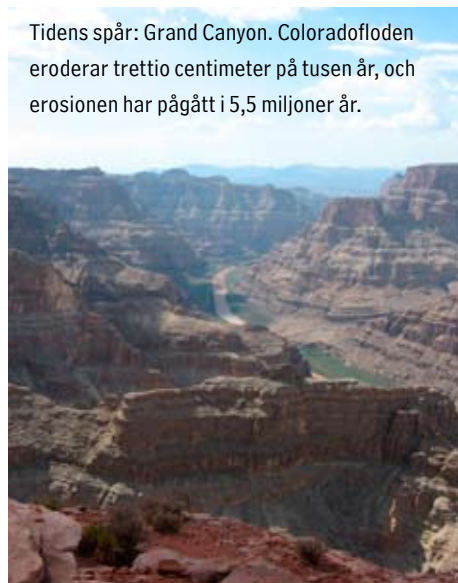 Tidens spår: Grand Canyon. Coloradofloden
eroderar trettio centimeter på tusen år, och
erosionen har pågått i 5,5 miljoner år.